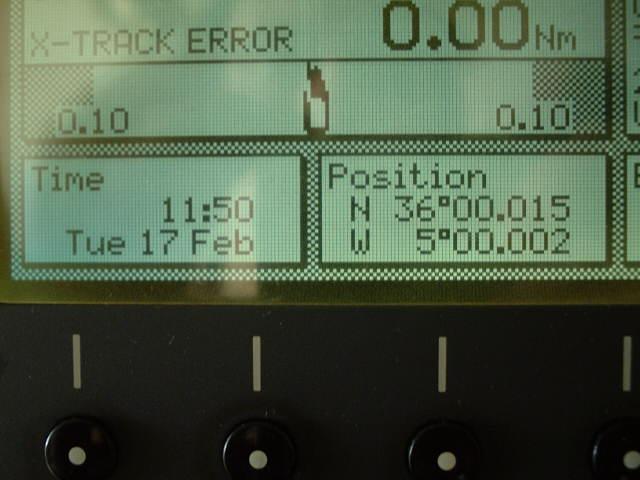 X-TRACK ERROR 0.00Nm
0.10 0.10
Time
11:50
Tue 17 Feb
Position
N 36°00.015
W 5°00.002